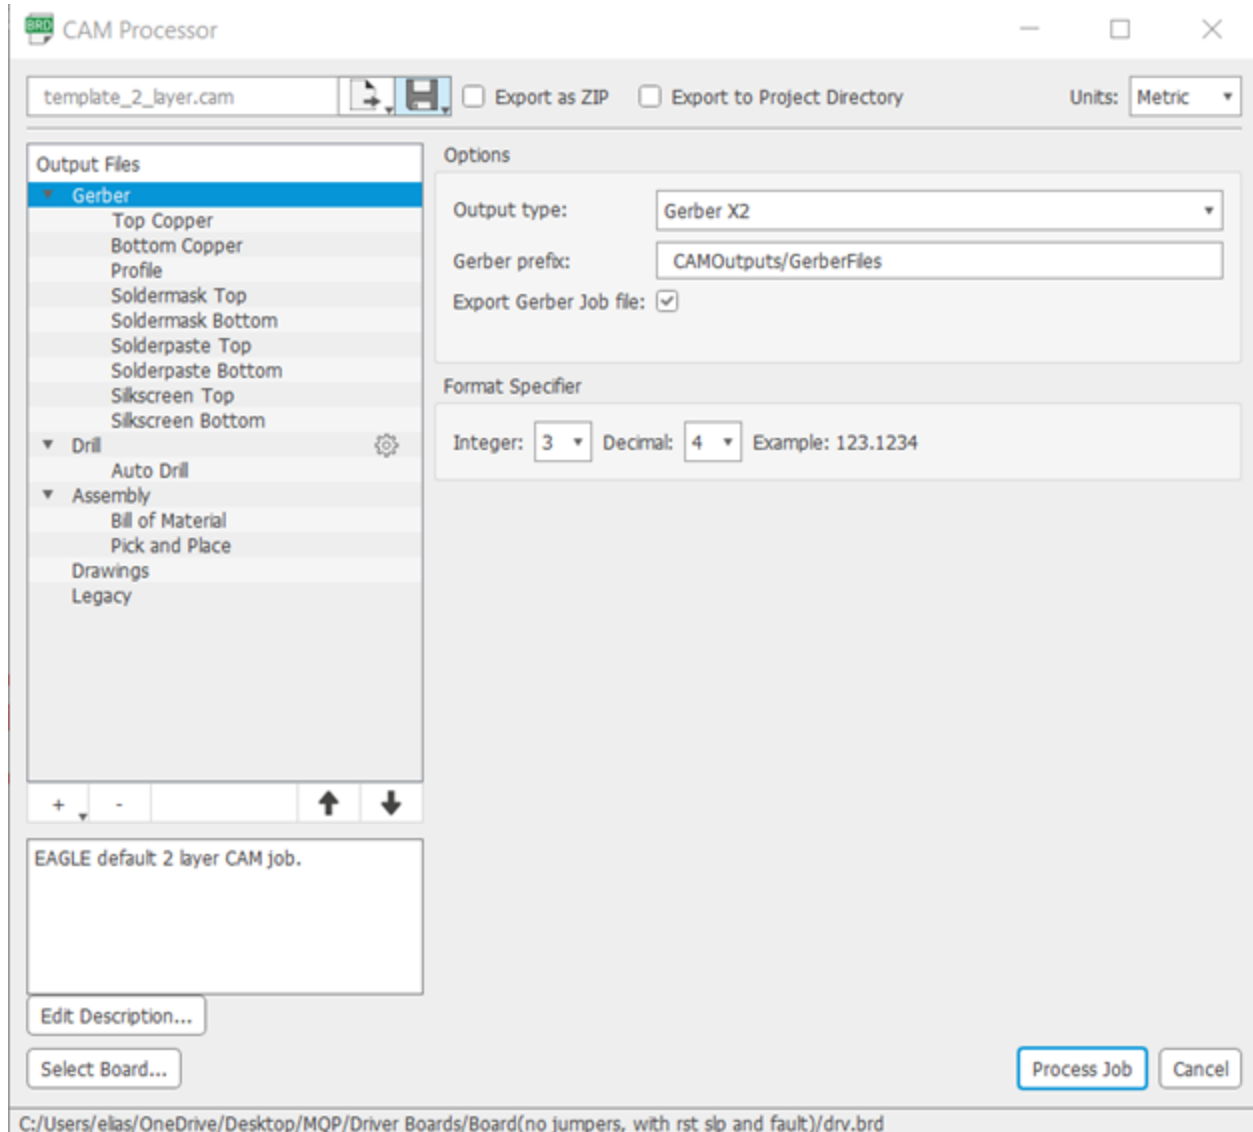 CAM Processor
template_2_layer.cam Export as ZIP Export to Project Directory Units: Metric
Output Files
Gerber
Top Copper
Bottom Copper
Profile
Soldermask Top
Soldermask Bottom
Solderpaste Top
Solderpaste Bottom
Silkscreen Top
Silkscreen Bottom
Drill
Auto Drill
Assembly
Bill of Material
Pick and Place
Drawings
Legacy
+ -
EAGLE default 2 layer CAM job.
Edit Description...
Select Board...
Options
Output type: Gerber X2
Gerber prefix: CAMOutputs/GerberFiles
Export Gerber Job file:
Format Specifier
Integer: 3 Decimal: 4 Example: 123.1234
Process Job Cancel
C:/Users/elias/OneDrive/Desktop/MQP/Driver Boards/Board(no jumpers, with rst slp and fault)/drv.brd
BRD